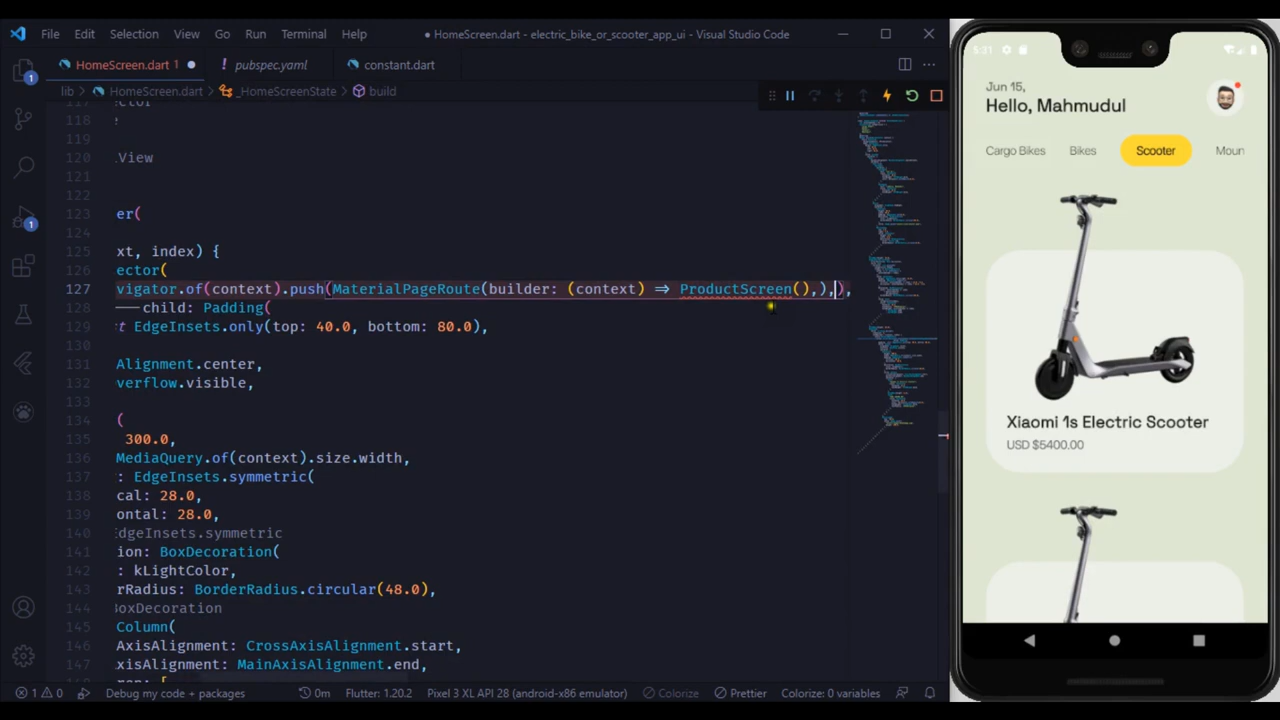 File Edit Selection View Go Run Terminal Help
● HomeScreen.dart - electric_bike_or_scooter_app_ui - Visual Studio Code
HomeScreen.dart 1 ●
pubspec.yaml
constant.dart
lib > HomeScreen.dart > _HomeScreenState > build
118
119
120 View
121
122
123 er(
124
125 xt, index) {
126 ector(
127 vigator.of(context).push(MaterialPageRoute(builder: (context) => ProductScreen(),),),
128 child: Padding(
129 t EdgeInsets.only(top: 40.0, bottom: 80.0),
130
131 Alignment.center,
132 verflow.visible,
133
134 (
135 300.0,
136 MediaQuery.of(context).size.width,
137 : EdgeInsets.symmetric(
138 cal: 28.0,
139 ontal: 28.0,
140 EdgeInsets.symmetric
141 ion: BoxDecoration(
142 : kLightColor,
143 rRadius: BorderRadius.circular(48.0),
144 BoxDecoration
145 Column(
146 AxisAlignment: CrossAxisAlignment.start,
147 xisAlignment: MainAxisAlignment.end,
1
1
1 0
0m
Debug my code + packages
Flutter: 1.20.2
Pixel 3 XL API 28 (android-x86 emulator)
Colorize
Prettier
Colorize: 0 variables
Jun 15,
Hello, Mahmudul
Cargo Bikes Bikes Scooter Moun
Xiaomi 1s Electric Scooter
USD $5400.00